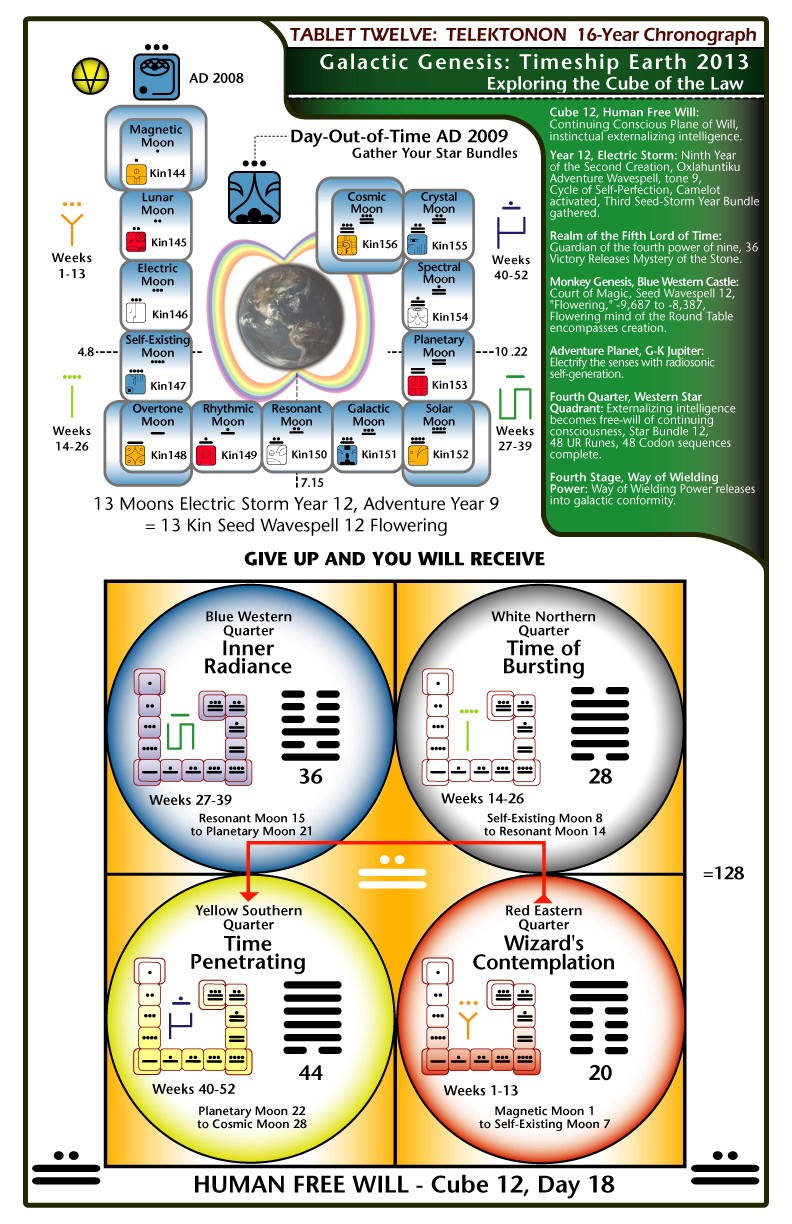 TABLET TWELVE: TELEKTONON 16-Year Chronograph
Galactic Genesis: Timeship Earth 2013
Exploring the Cube of the Law
AD 2008
Day-Out-of-Time AD 2009
Gather Your Star Bundles
Magnetic
Moon
Kin144
Lunar
Moon
Kin145
Electric
Moon
Kin146
Self-Existing
Moon
Kin147
Overtone
Moon
Kin148
Rhythmic
Moon
Kin149
Resonant
Moon
Kin150
Galactic
Moon
Kin151
Solar
Moon
Kin152
Planetary
Moon
Kin153
Spectral
Moon
Kin154
Crystal
Moon
Kin155
Cosmic
Moon
Kin156
Weeks
1-13
4.8
Weeks
14-26
7.15
Weeks
40-52
10 .22
Weeks
27-39
13 Moons Electric Storm Year 12, Adventure Year 9
= 13 Kin Seed Wavespell 12 Flowering
Cube 12, Human Free Will:
Continuing Conscious Plane of Will,
instinctual externalizing intelligence.
Year 12, Electric Storm: Ninth Year
of the Second Creation, Oxlahuntiku
Adventure Wavespell, tone 9,
Cycle of Self-Perfection, Camelot
activated, Third Seed-Storm Year Bundle
gathered.
Realm of the Fifth Lord of Time:
Guardian of the fourth power of nine, 36
Victory Releases Mystery of the Stone.
Monkey Genesis, Blue Western Castle:
Court of Magic, Seed Wavespell 12,
"Flowering," -9,687 to -8,387,
Flowering mind of the Round Table
encompasses creation.
Adventure Planet, G-K Jupiter:
Electrify the senses with radiosonic
self-generation.
Fourth Quarter, Western Star
Quadrant: Externalizing intelligence
becomes free-will of continuing
consciousness, Star Bundle 12,
48 UR Runes, 48 Codon sequences
complete.
Fourth Stage, Way of Wielding
Power: Way of Wielding Power releases
into galactic conformity.
GIVE UP AND YOU WILL RECEIVE
Blue Western
Quarter
Inner
Radiance
36
Weeks 27-39
Resonant Moon 15
to Planetary Moon 21
White Northern
Quarter
Time of
Bursting
28
Weeks 14-26
Self-Existing Moon 8
to Resonant Moon 14
=128
Yellow Southern
Quarter
Time
Penetrating
44
Weeks 40-52
Planetary Moon 22
to Cosmic Moon 28
Red Eastern
Quarter
Wizard's
Contemplation
20
Weeks 1-13
Magnetic Moon 1
to Self-Existing Moon 7
HUMAN FREE WILL - Cube 12, Day 18